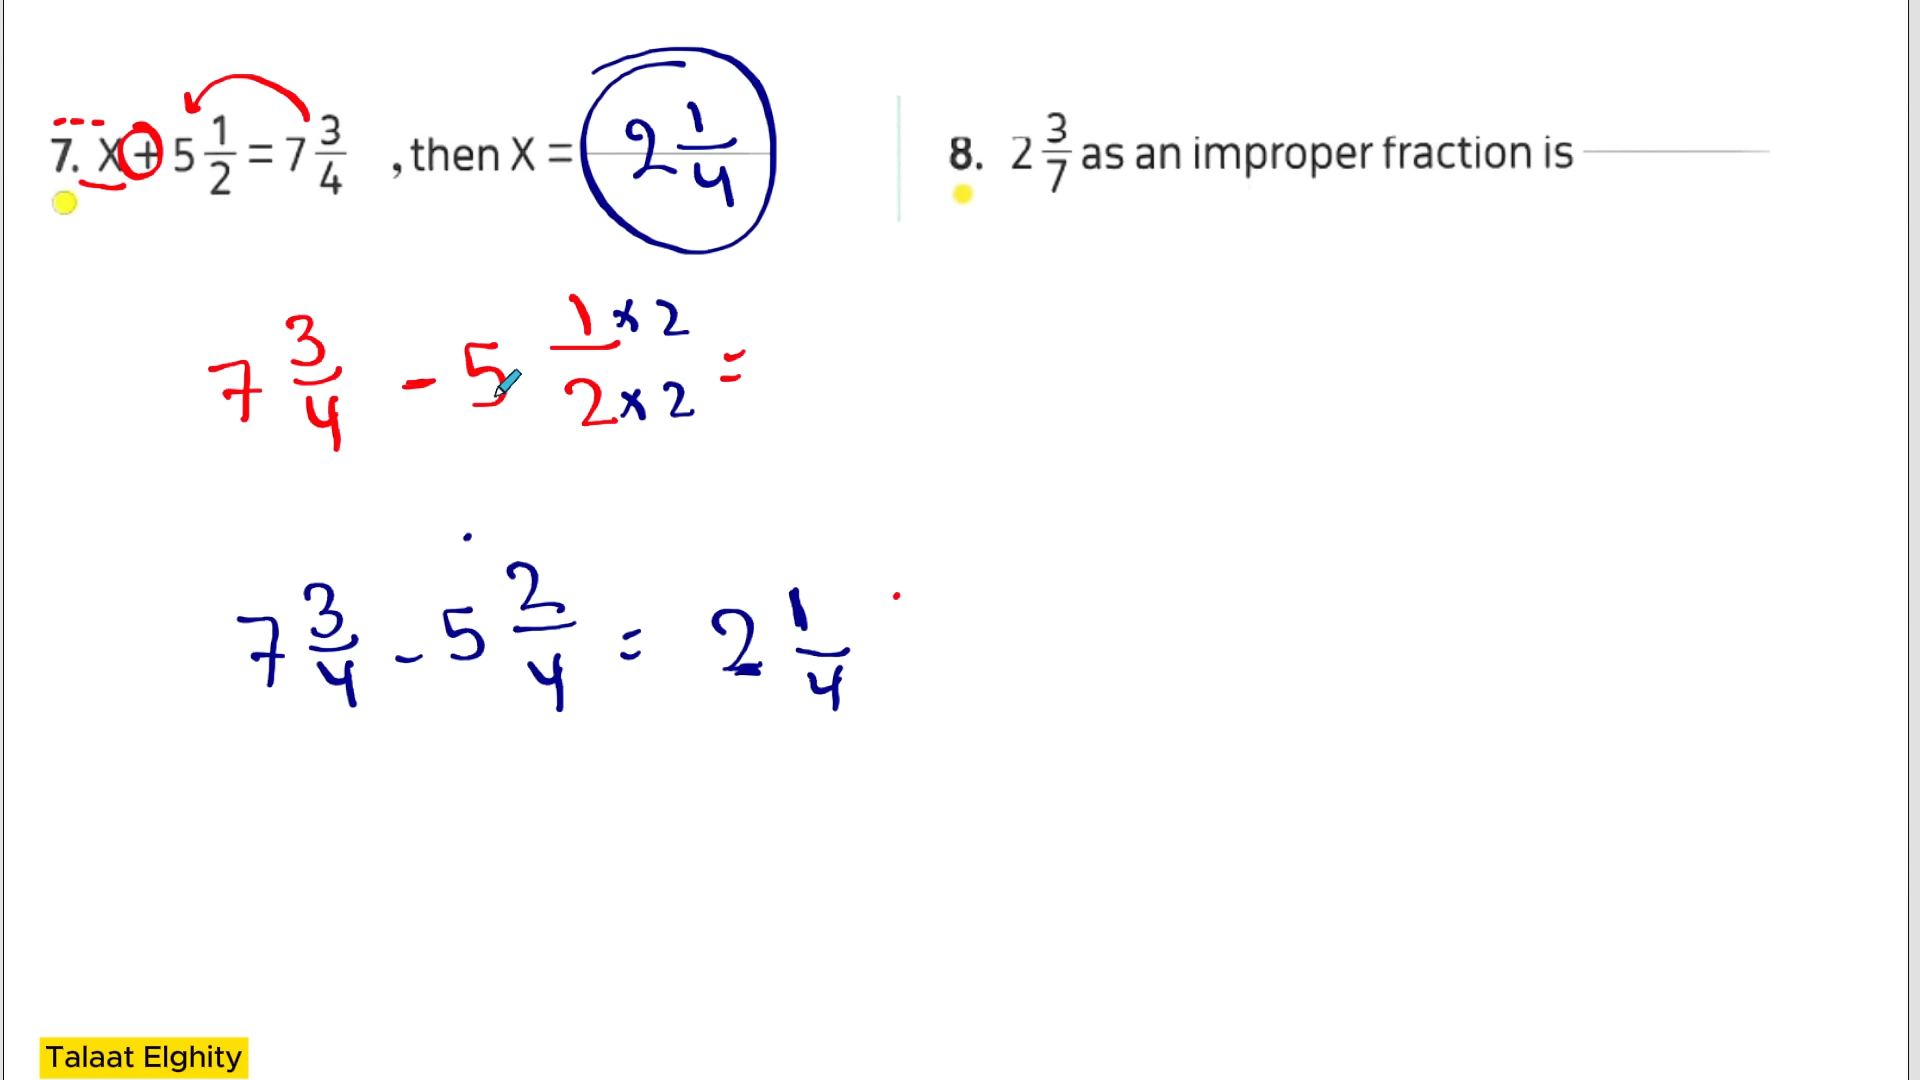 7. X + 5 1/2 = 7 3/4 , then X = 2 1/4
7 3/4 - 5 1×2/2×2 =
7 3/4 - 5 2/4 = 2 1/4
8. 2 3/7 as an improper fraction is
Talaat Elghity